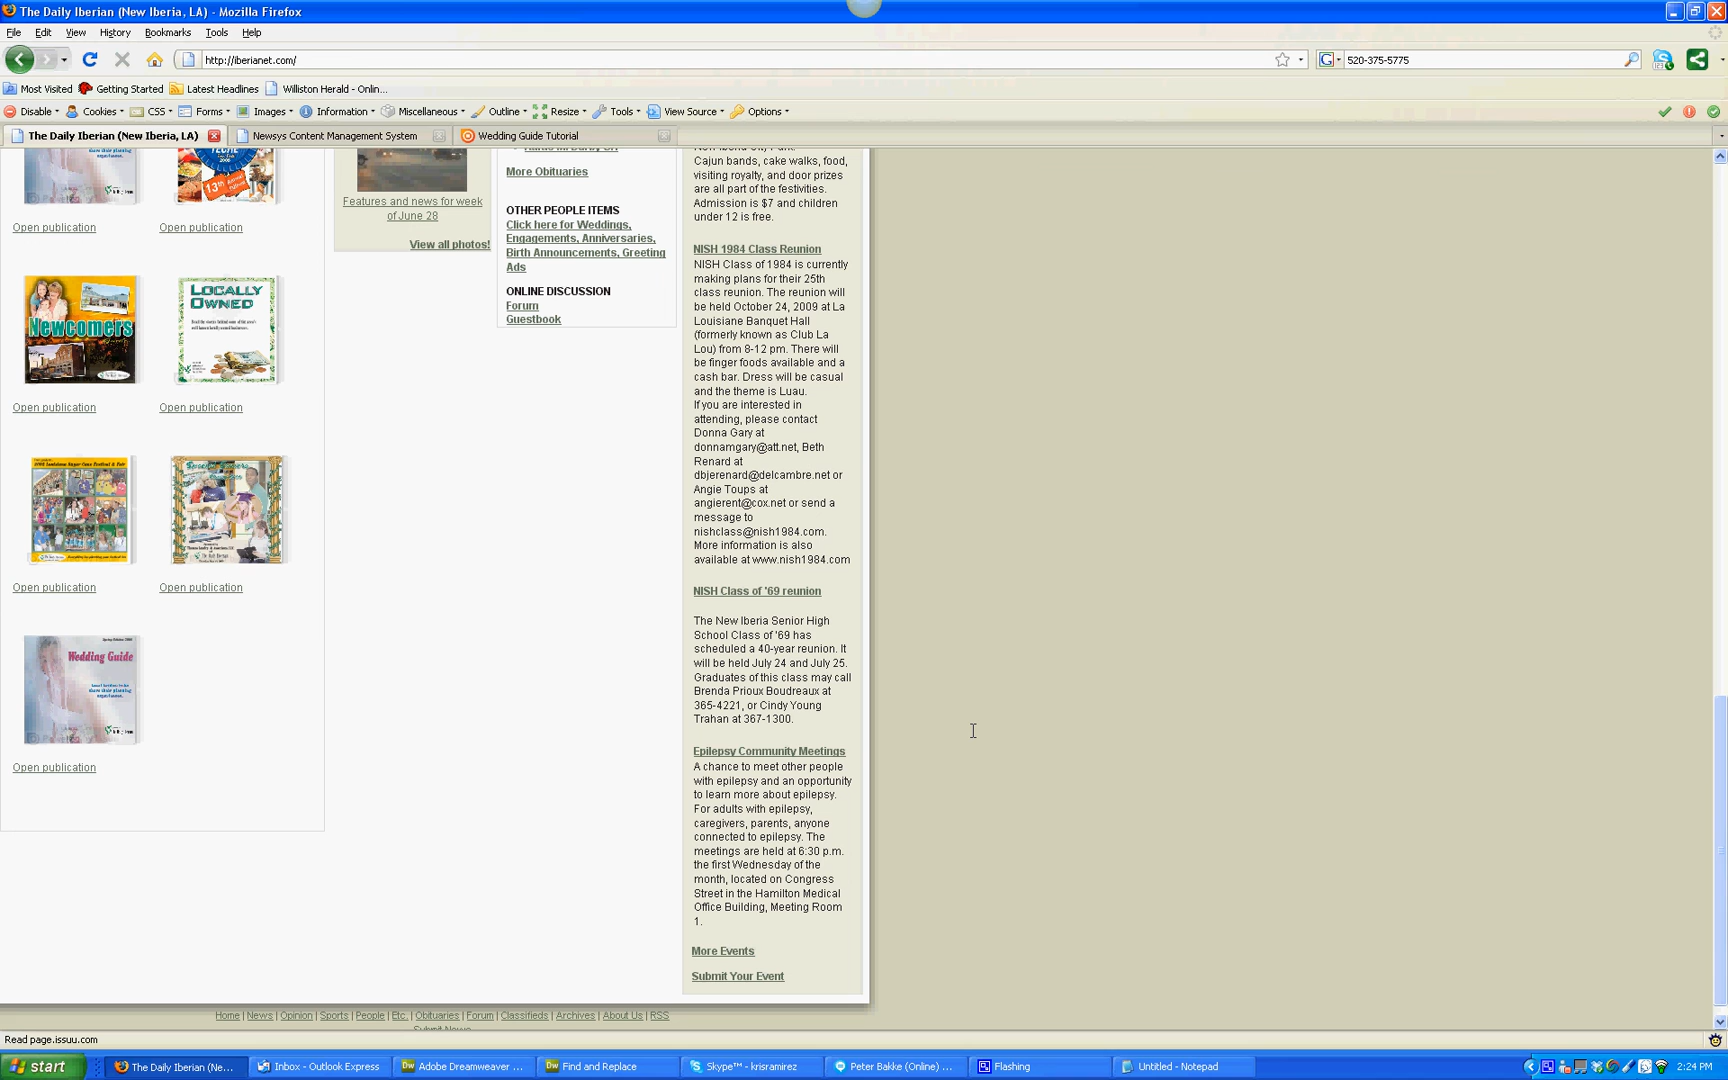 The Daily Iberian (New Iberia, LA) - Mozilla Firefox
File Edit View History Bookmarks Tools Help
http://iberianet.com/
520-375-5775
Most Visited Getting Started Latest Headlines Williston Herald - Onlin...
Disable Cookies CSS Forms Images Information Miscellaneous Outline Resize Tools View Source Options
The Daily Iberian (New Iberia, LA) Newsys Content Management System Wedding Guide Tutorial
Open publication Open publication
Newcomers
LOCALLY OWNED
Open publication Open publication
Open publication Open publication
Wedding Guide
Open publication
Features and news for week
of June 28
View all photos!
More Obituaries
OTHER PEOPLE ITEMS
Click here for Weddings,
Engagements, Anniversaries,
Birth Announcements, Greeting
Ads
ONLINE DISCUSSION
Forum
Guestbook
Cajun bands, cake walks, food,
visiting royalty, and door prizes
are all part of the festivities.
Admission is $7 and children
under 12 is free.
NISH 1984 Class Reunion
NISH Class of 1984 is currently
making plans for their 25th
class reunion. The reunion will
be held October 24, 2009 at La
Louisiane Banquet Hall
(formerly known as Club La
Lou) from 8-12 pm. There will
be finger foods available and a
cash bar. Dress will be casual
and the theme is Luau.
If you are interested in
attending, please contact
Donna Gary at
donnamgary@att.net, Beth
Renard at
dbjerenard@delcambre.net or
Angie Toups at
angierent@cox.net or send a
message to
nishclass@nish1984.com.
More information is also
available at www.nish1984.com
NISH Class of '69 reunion
The New Iberia Senior High
School Class of '69 has
scheduled a 40-year reunion. It
will be held July 24 and July 25.
Graduates of this class may call
Brenda Prioux Boudreaux at
365-4221, or Cindy Young
Trahan at 367-1300.
Epilepsy Community Meetings
A chance to meet other people
with epilepsy and an opportunity
to learn more about epilepsy.
For adults with epilepsy,
caregivers, parents, anyone
connected to epilepsy. The
meetings are held at 6:30 p.m.
the first Wednesday of the
month, located on Congress
Street in the Hamilton Medical
Office Building, Meeting Room
1.
More Events
Submit Your Event
Home | News | Opinion | Sports | People | Etc. | Obituaries | Forum | Classifieds | Archives | About Us | RSS
Read page.issuu.com
start The Daily Iberian (Ne... Inbox - Outlook Express Adobe Dreamweaver ... Find and Replace Skype™ - krisramirez Peter Bakke (Online) ... Flashing Untitled - Notepad 2:24 PM